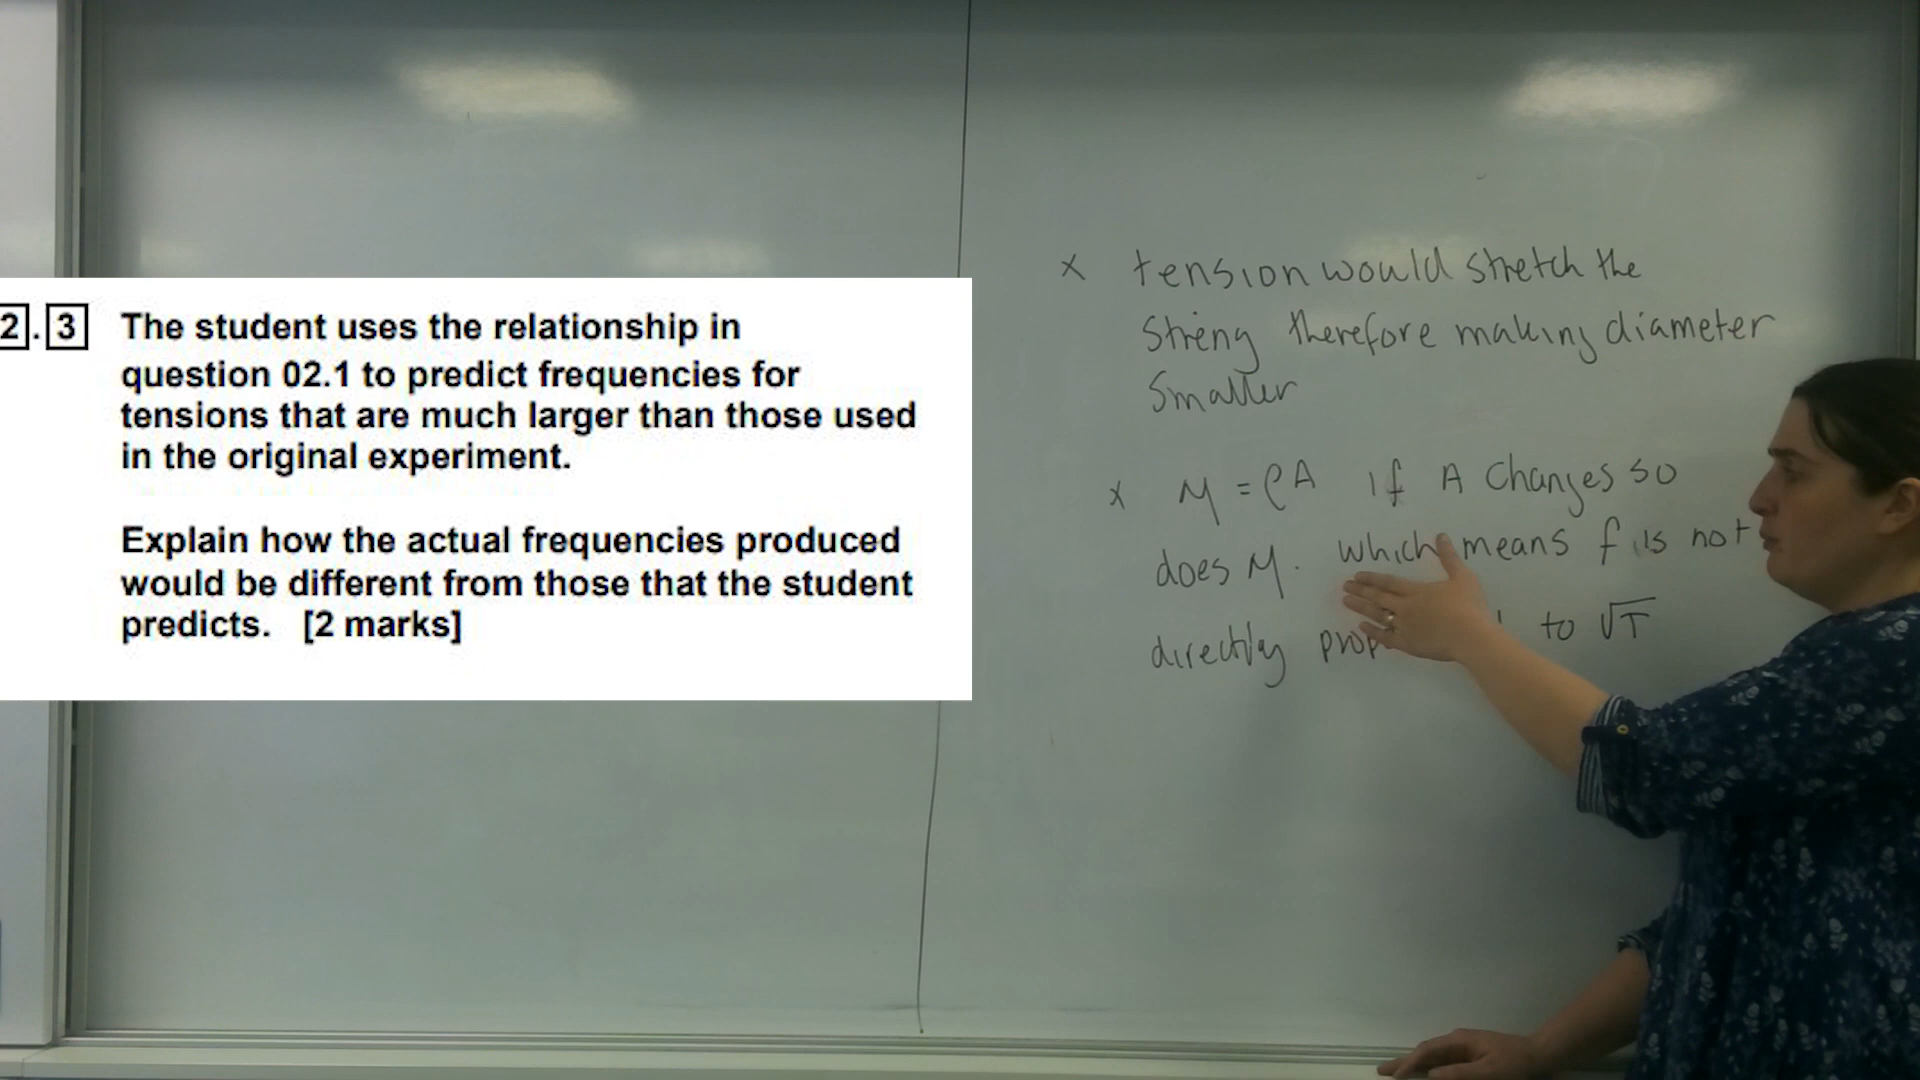 2.3 The student uses the relationship in
question 02.1 to predict frequencies for
tensions that are much larger than those used
in the original experiment.
Explain how the actual frequencies produced
would be different from those that the student
predicts. [2 marks]
x tension would stretch the
String therefore making diameter
Smaller
x M = ρA if A Changes so
does M. which means f is not
directly to √T